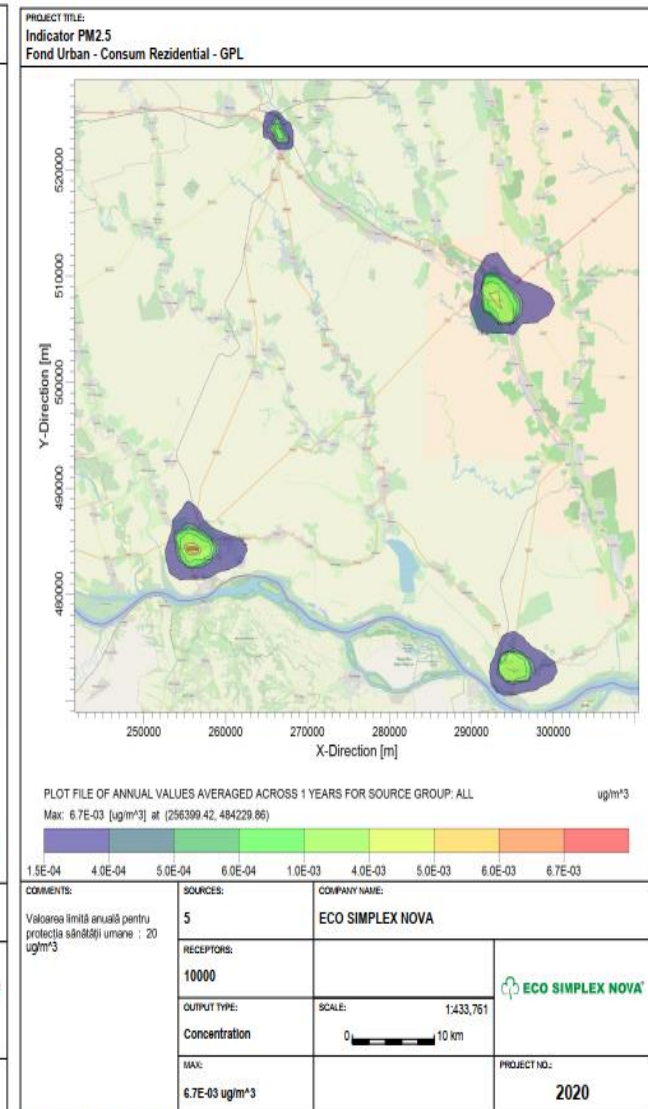 PROJECT TITLE:
Indicator PM2.5
Fond Urban - Consum Rezidential - GPL
Y-Direction [m]
520000
510000
500000
490000
480000
250000
260000
270000
280000
290000
300000
X-Direction [m]
PLOT FILE OF ANNUAL VALUES AVERAGED ACROSS 1 YEARS FOR SOURCE GROUP: ALL
ug/m^3
Max: 6.7E-03 [ug/m^3] at (256399.42, 484229.86)
1.5E-04
4.0E-04
5.0E-04
6.0E-04
1.0E-03
4.0E-03
5.0E-03
6.0E-03
6.7E-03
COMMENTS:
Valoarea limită anuală pentru
protecția sănătății umane : 20
ug/m^3
SOURCES:
5
COMPANY NAME:
ECO SIMPLEX NOVA
RECEPTORS:
10000
OUTPUT TYPE:
Concentration
SCALE:
1:433,761
0
10 km
ECO SIMPLEX NOVA
MAX:
6.7E-03 ug/m^3
PROJECT NO.:
2020